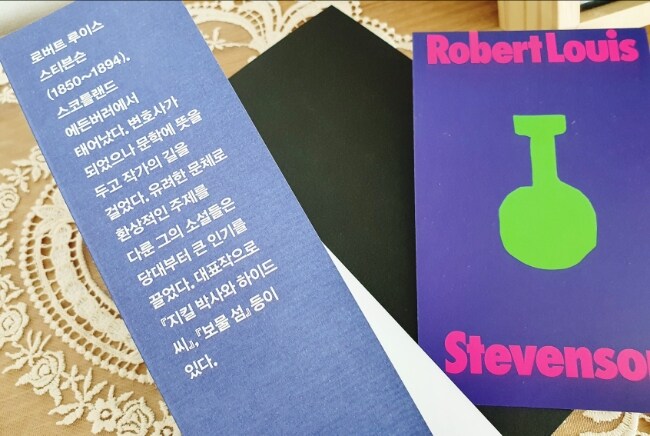 로버트 루이스
스티븐슨
(1850~1894).
스코틀랜드
에든버러에서
태어났다. 변호사가
되었으나 문학에 뜻을
두고 작가의 길을
걸었다. 유려한 문체로
환상적인 주제를
다룬 그의 소설들은
당대부터 큰 인기를
끌었다. 대표작으로
『지킬 박사와 하이드
씨』, 『보물 섬』 등이
있다.
Robert Louis
Stevenson